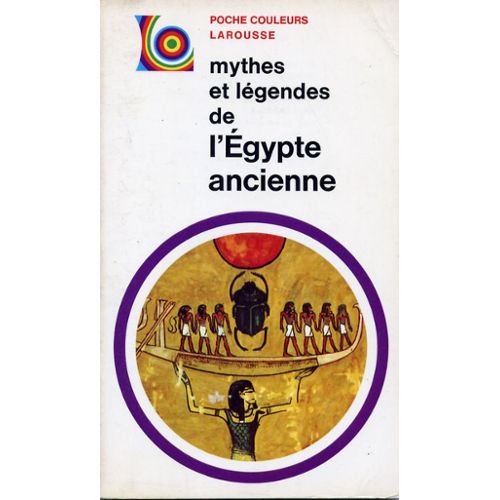 POCHE COULEURS
LAROUSSE
mythes
et légendes
de
l'Égypte
ancienne